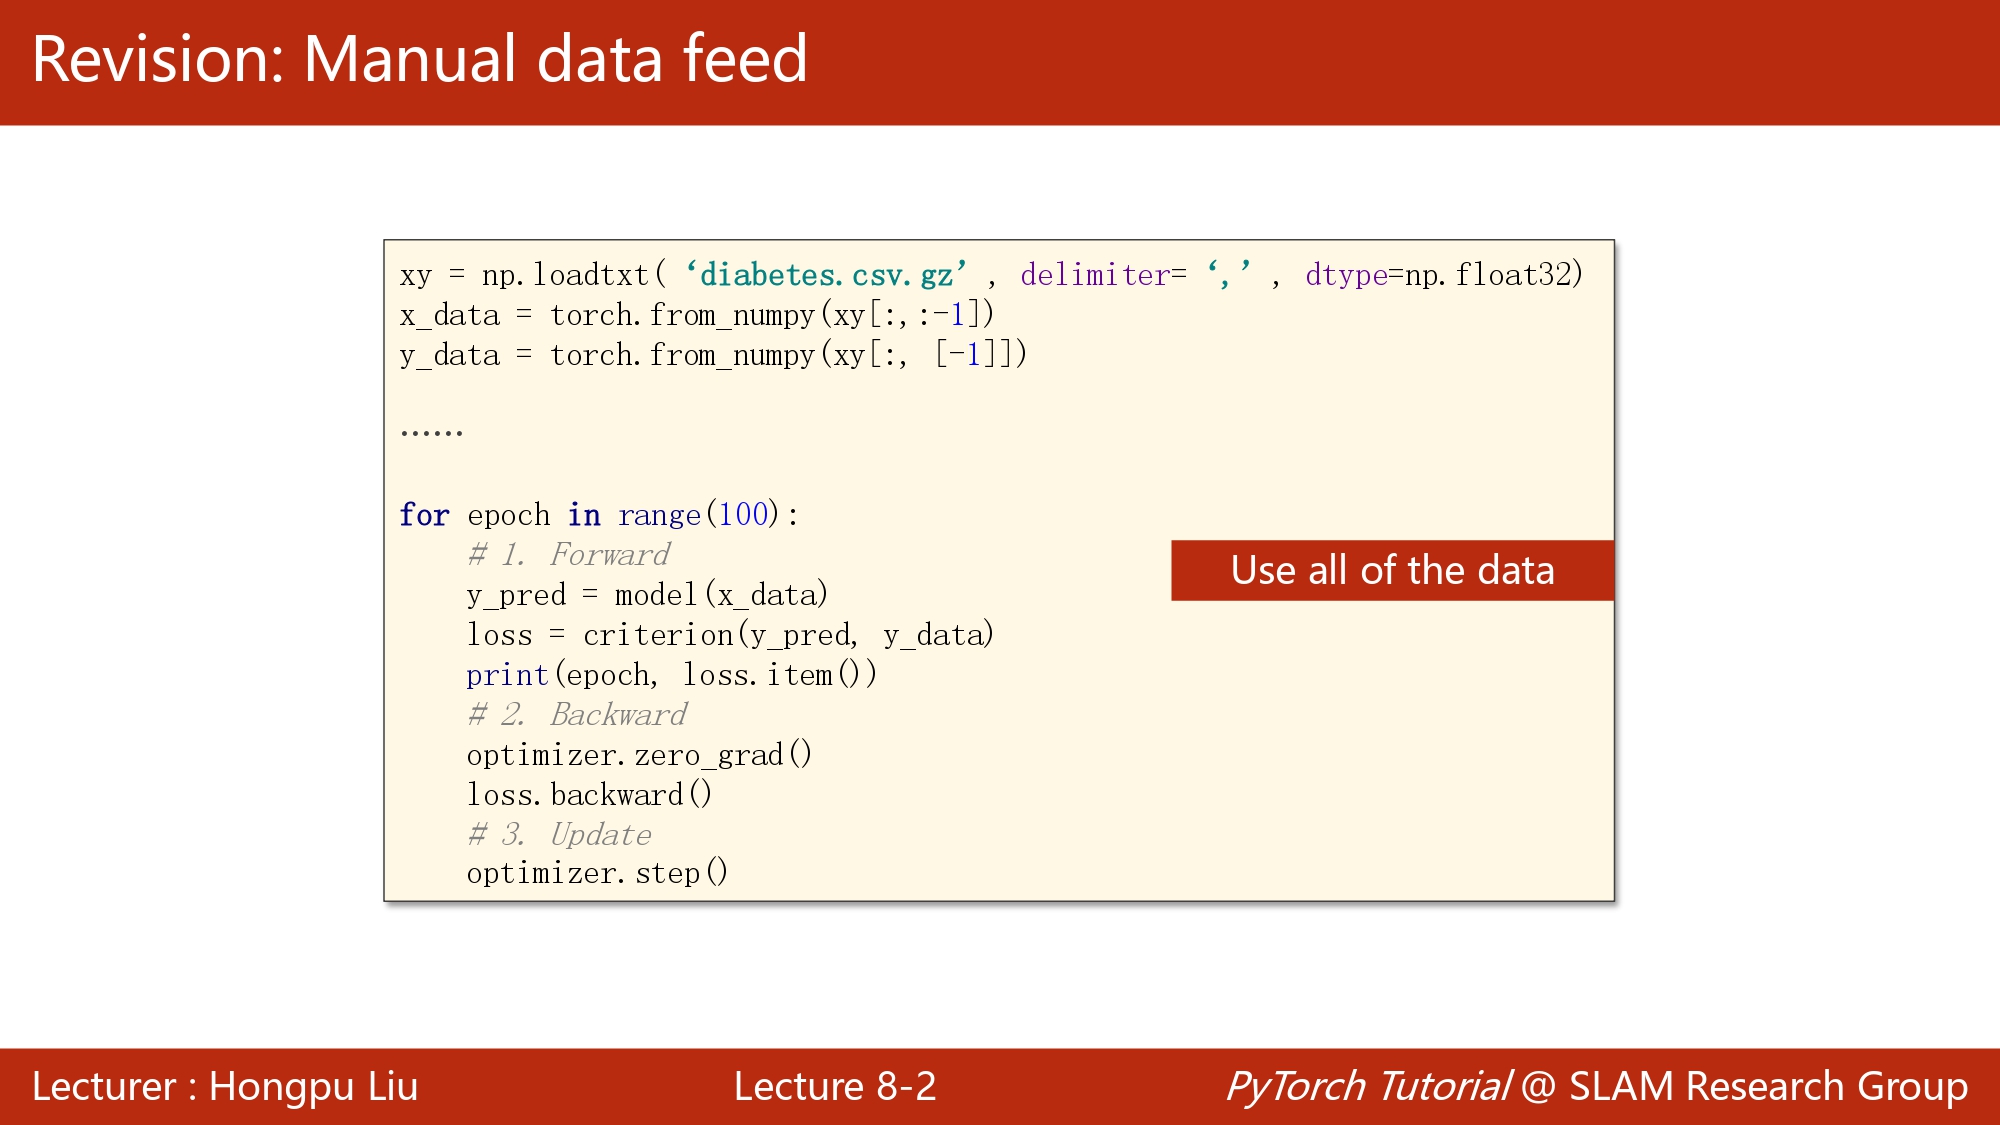 Revision: Manual data feed
xy = np.loadtxt(‘diabetes.csv.gz’, delimiter=‘,’, dtype=np.float32)
x_data = torch.from_numpy(xy[:,:-1])
y_data = torch.from_numpy(xy[:, [-1]])
......
for epoch in range(100):
# 1. Forward
Use all of the data
y_pred = model(x_data)
loss = criterion(y_pred, y_data)
print(epoch, loss.item())
# 2. Backward
optimizer.zero_grad()
loss.backward()
# 3. Update
optimizer.step()
Lecturer : Hongpu Liu
Lecture 8-2
PyTorch Tutorial @ SLAM Research Group